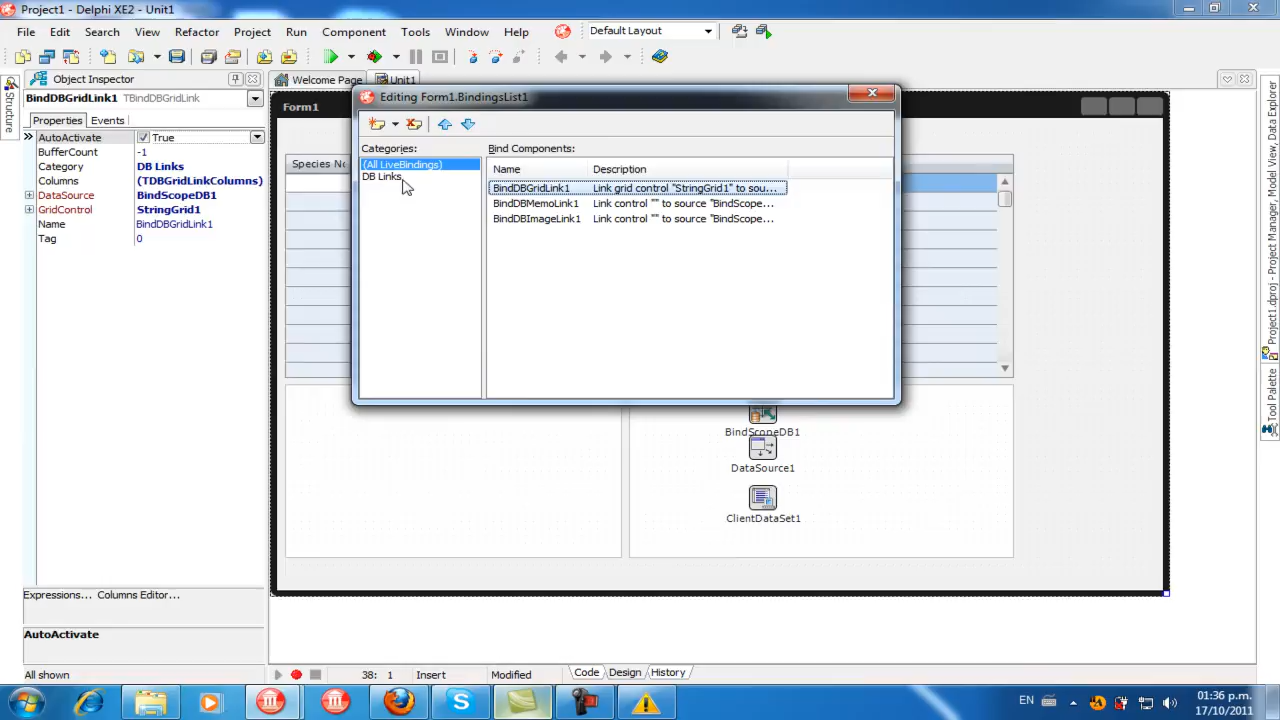 Project1 - Delphi XE2 - Unit1
File Edit Search View Refactor Project Run Component Tools Window Help Default Layout
Object Inspector
Welcome Page Unit1
BindDBGridLink1 TBindDBGridLink
Properties Events
AutoActivate True
BufferCount -1
Category DB Links
Columns (TDBGridLinkColumns)
DataSource BindScopeDB1
GridControl StringGrid1
Name BindDBGridLink1
Tag 0
Expressions... Columns Editor...
AutoActivate
All shown
Structure
Form1
Species No
Editing Form1.BindingsList1
Categories:
(All LiveBindings)
DB Links
Bind Components:
Name Description
BindDBGridLink1 Link grid control "StringGrid1" to sou...
BindDBMemoLink1 Link control "" to source "BindScope...
BindDBImageLink1 Link control "" to source "BindScope...
BindScopeDB1
DataSource1
ClientDataSet1
Project1.dproj - Project Manager, Model View, Data Explorer
Tool Palette
38: 1 Insert Modified Code Design History
EN 01:36 p.m.
17/10/2011